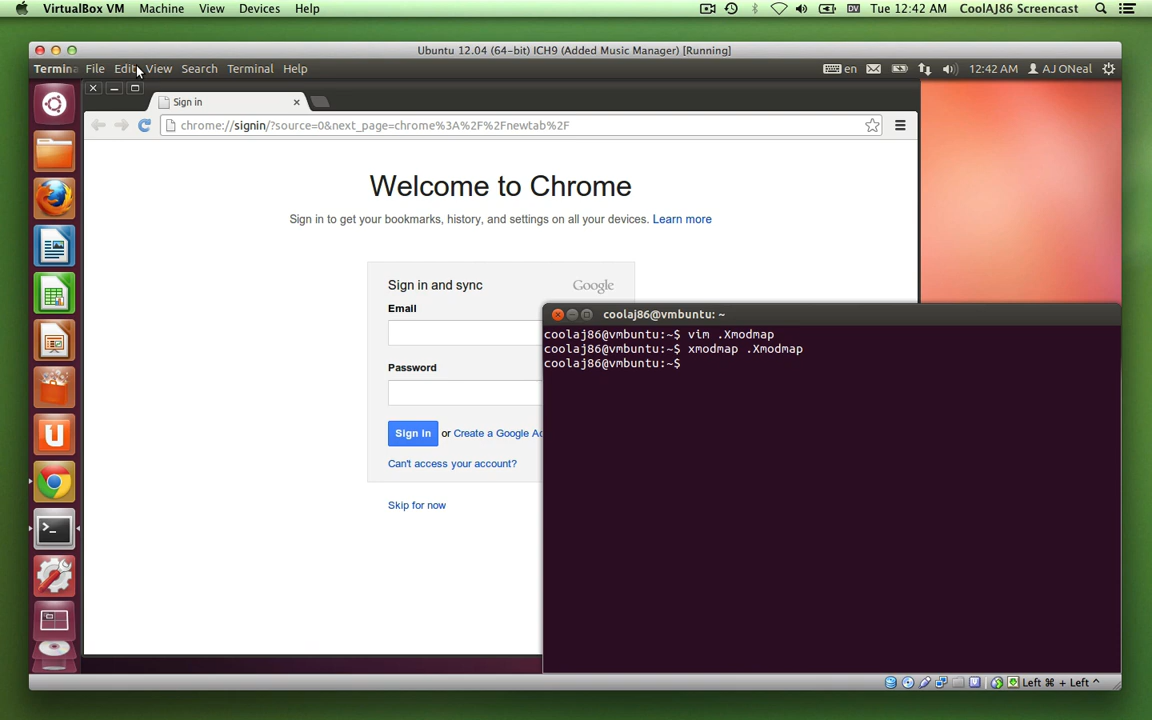 VirtualBox VM Machine View Devices Help DV Tue 12:42 AM CoolAJ86 Screencast
Ubuntu 12.04 (64-bit) ICH9 (Added Music Manager) [Running]
Termina File Edit View Search Terminal Help en 12:42 AM AJ ONeal
Sign in
chrome://signin/?source=0&next_page=chrome%3A%2F%2Fnewtab%2F
Welcome to Chrome
Sign in to get your bookmarks, history, and settings on all your devices. Learn more
Sign in and sync Google
Email
coolaj86@vmbuntu: ~
coolaj86@vmbuntu:~$ vim .Xmodmap
coolaj86@vmbuntu:~$ xmodmap .Xmodmap
coolaj86@vmbuntu:~$
Password
Sign in or Create a Google Ac
Can't access your account?
Skip for now
Left ⌘ + Left ^